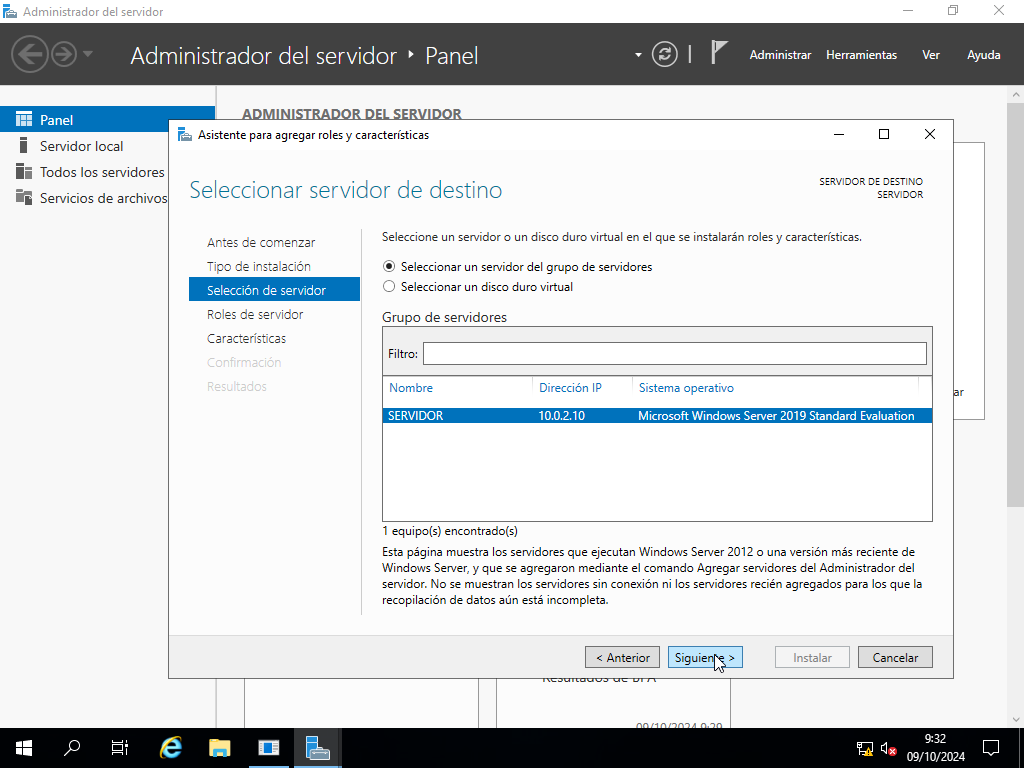 Administrador del servidor
Administrador del servidor ‣ Panel
Administrar Herramientas Ver Ayuda
Panel
Servidor local
Todos los servidores
Servicios de archivos
ADMINISTRADOR DEL SERVIDOR
Asistente para agregar roles y características
Seleccionar servidor de destino
SERVIDOR DE DESTINO
SERVIDOR
Antes de comenzar
Tipo de instalación
Selección de servidor
Roles de servidor
Características
Confirmación
Resultados
Seleccione un servidor o un disco duro virtual en el que se instalarán roles y características.
Seleccionar un servidor del grupo de servidores
Seleccionar un disco duro virtual
Grupo de servidores
Filtro:
Nombre Dirección IP Sistema operativo
SERVIDOR 10.0.2.10 Microsoft Windows Server 2019 Standard Evaluation
1 equipo(s) encontrado(s)
Esta página muestra los servidores que ejecutan Windows Server 2012 o una versión más reciente de
Windows Server, y que se agregaron mediante el comando Agregar servidores del Administrador del
servidor. No se muestran los servidores sin conexión ni los servidores recién agregados para los que la
recopilación de datos aún está incompleta.
< Anterior Siguiente > Instalar Cancelar
Resultados de BPA
09/10/2024 9:29
9:32
09/10/2024